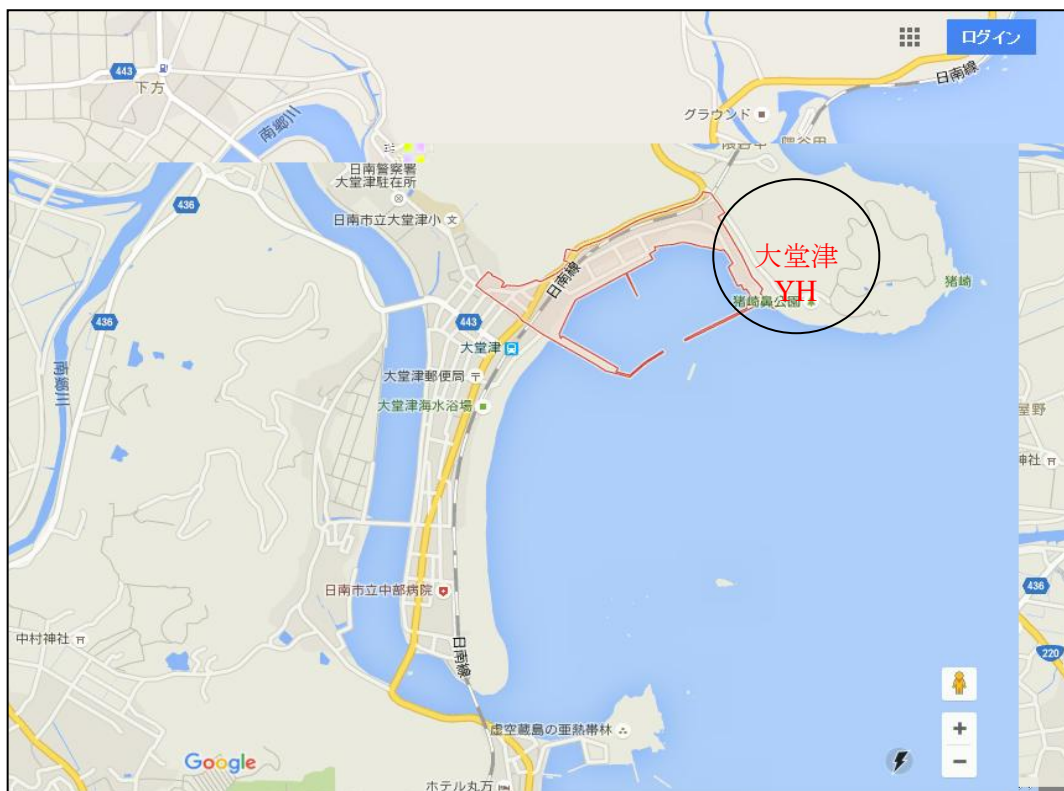 ログイン
日南線
443
下方
グラウンド
南郷川
日南警察署
大堂津駐在所
436
日南市立大堂津小
大堂津
YH
猪崎
猪崎鼻公園
日南線
443
436
大堂津
南郷川
大堂津郵便局
大堂津海水浴場
屋野
神社
436
日南市立中部病院
中村神社
日南線
220
虚空蔵島の亜熱帯林
Google
ホテル丸万